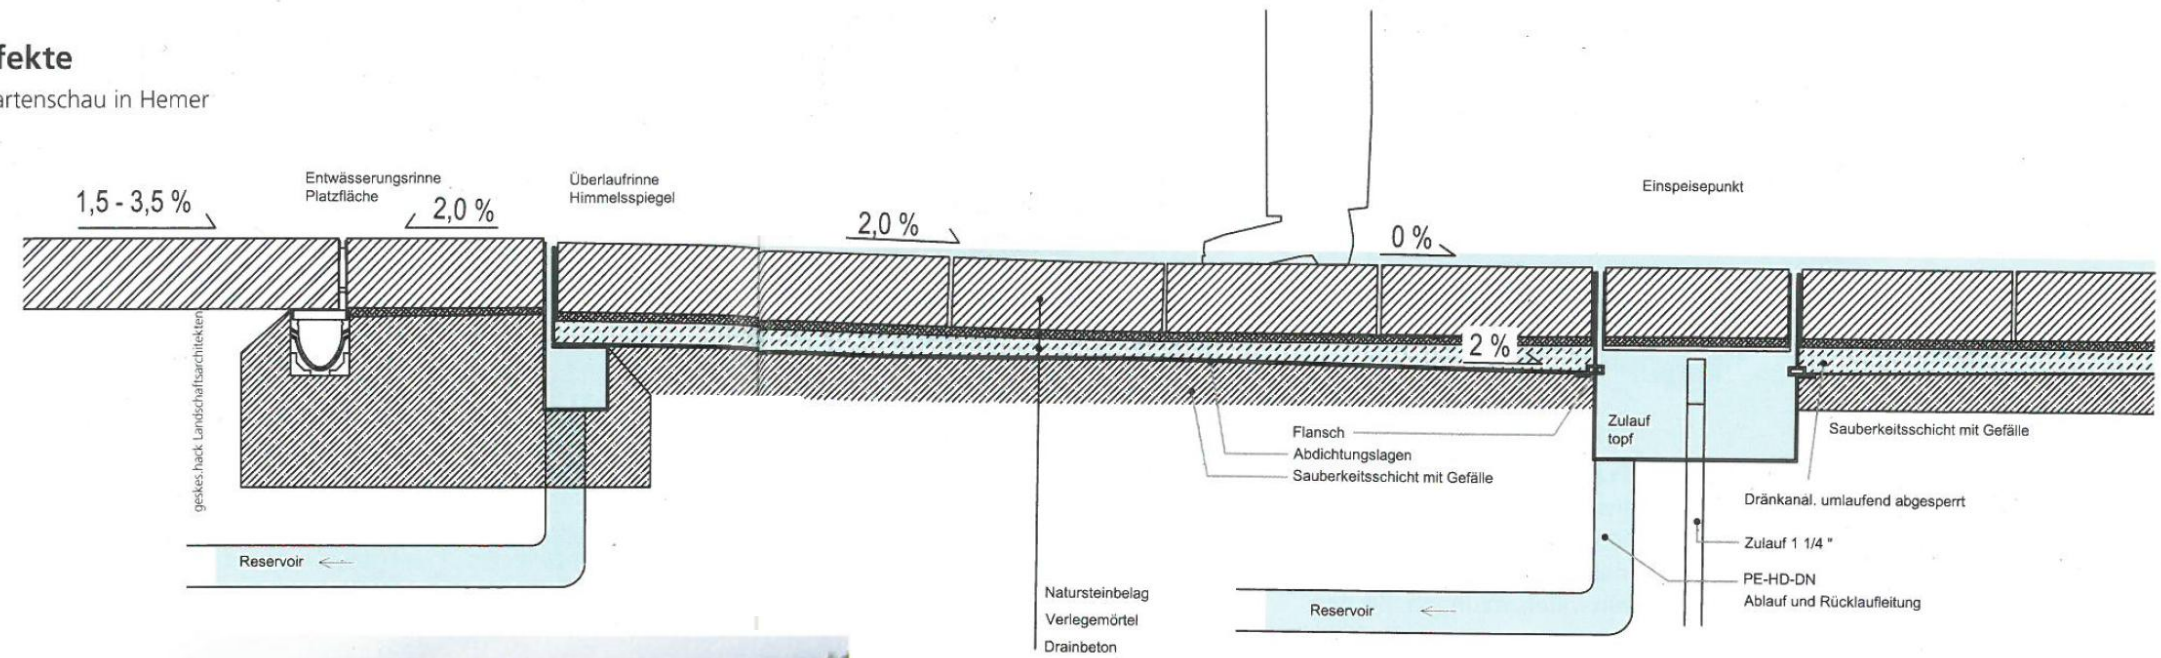 fekte
artenschau in Hemer
1,5 - 3,5 %
Entwässerungsrinne
Platzfläche
2,0 %
Überlaufrinne
Himmelsspiegel
2,0 %
0 %
Einspeisepunkt
2 %
geskes.hack Landschaftsarchitekten
Flansch
Abdichtungslagen
Sauberkeitsschicht mit Gefälle
Zulauf
topf
Sauberkeitsschicht mit Gefälle
Dränkanal. umlaufend abgesperrt
Zulauf 1 1/4 "
PE-HD-DN
Ablauf und Rücklaufleitung
Reservoir
Reservoir
Natursteinbelag
Verlegemörtel
Drainbeton